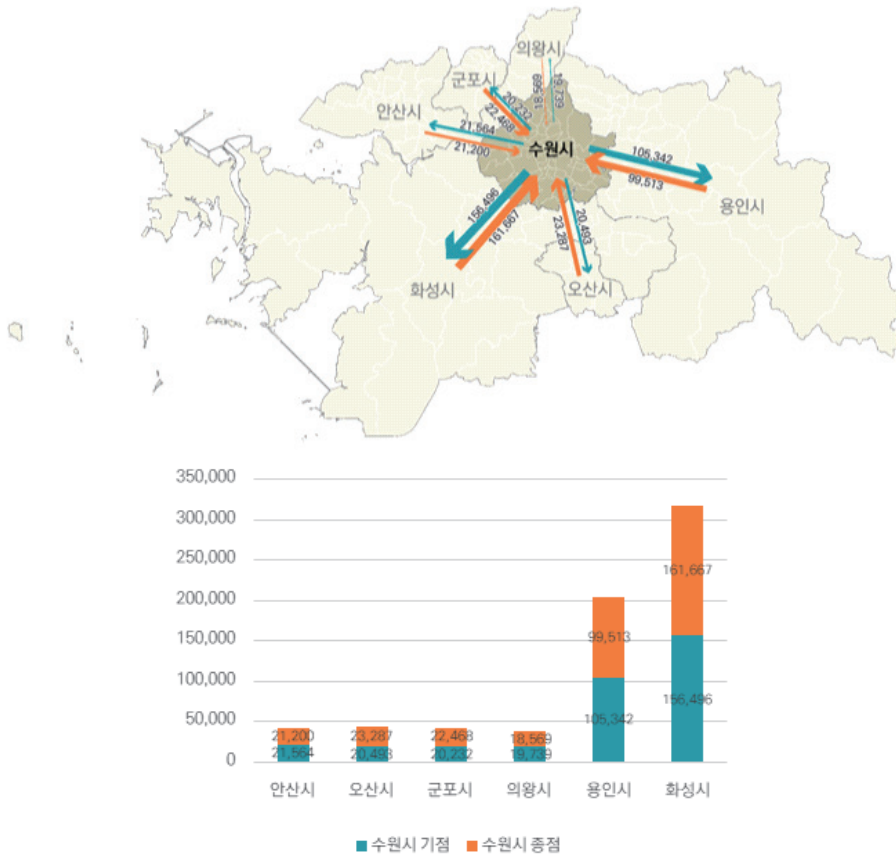 의왕시
군포시
18,569
19,739
20,232
22,468
안산시
21,564
21,200
수원시
105,342
99,513
용인시
156,496
161,667
20,493
23,287
화성시
오산시
350,000
300,000
250,000
200,000
150,000
100,000
50,000
0
161,667
99,513
156,496
105,342
21,200 23,287 22,468 18,569
21,564 20,493 20,232 19,739
안산시 오산시 군포시 의왕시 용인시 화성시
수원시 기점 수원시 종점